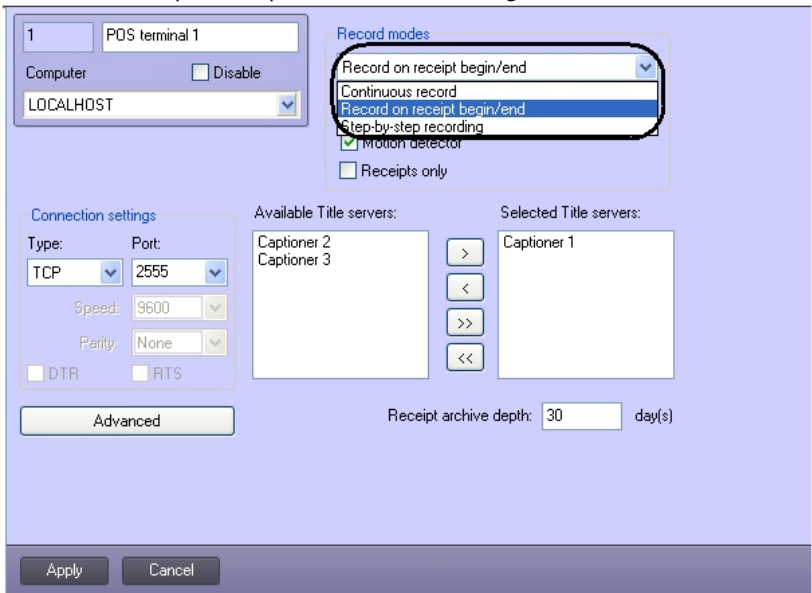 1 POS terminal 1
Computer Disable
LOCALHOST
Record modes
Record on receipt begin/end
Continuous record
Record on receipt begin/end
Step-by-step recording
Motion detector
Receipts only
Connection settings
Type: Port:
TCP 2555
Speed: 9600
Parity: None
DTR RTS
Available Title servers:
Captioner 2
Captioner 3
>
<
>>
<<
Selected Title servers:
Captioner 1
Advanced
Receipt archive depth: 30 day(s)
Apply Cancel